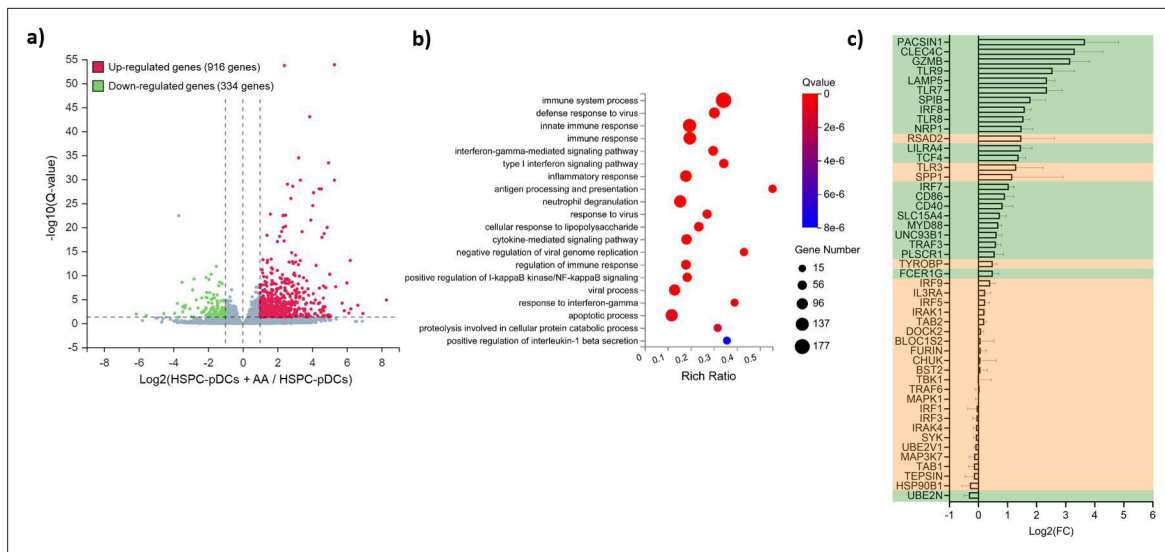 a)
55
50
45
40
35
30
25
20
15
10
5
0
-5
-log10(Q-value)
Up-regulated genes (916 genes)
Down-regulated genes (334 genes)
-8
-6
-4
-2
0
2
4
6
8
Log2(HSPC-pDCs + AA / HSPC-pDCs)
b)
immune system process
defense response to virus
innate immune response
immune response
interferon-gamma-mediated signaling pathway
type I interferon signaling pathway
inflammatory response
antigen processing and presentation
neutrophil degranulation
response to virus
cellular response to lipopolysaccharide
cytokine-mediated signaling pathway
negative regulation of viral genome replication
regulation of immune response
positive regulation of I-kappaB kinase/NF-kappaB signaling
viral process
response to interferon-gamma
apoptotic process
proteolysis involved in cellular protein catabolic process
positive regulation of interleukin-1 beta secretion
0
0.1
0.2
0.3
0.4
0.5
Rich Ratio
Qvalue
0
2e-6
4e-6
6e-6
8e-6
Gene Number
15
56
96
137
177
c)
PACSIN1
CLEC4C
GZMB
TLR9
LAMP5
TLR7
SPIB
IRF8
TLR8
NRP1
RSAD2
LILRA4
TCF4
TLR3
SPP1
IRF7
CD86
CD40
SLC15A4
MYD88
UNC93B1
TRAF3
PLSCR1
TYROBP
FCER1G
IRF9
IL3RA
IRF5
IRAK1
TAB2
DOCK2
BLOC1S2
FURIN
CHUK
BST2
TBK1
TRAF6
MAPK1
IRF1
IRF3
IRAK4
SYK
UBE2V1
MAP3K7
TAB1
TEPSIN
HSP90B1
UBE2N
-1
0
1
2
3
4
5
6
Log2(FC)